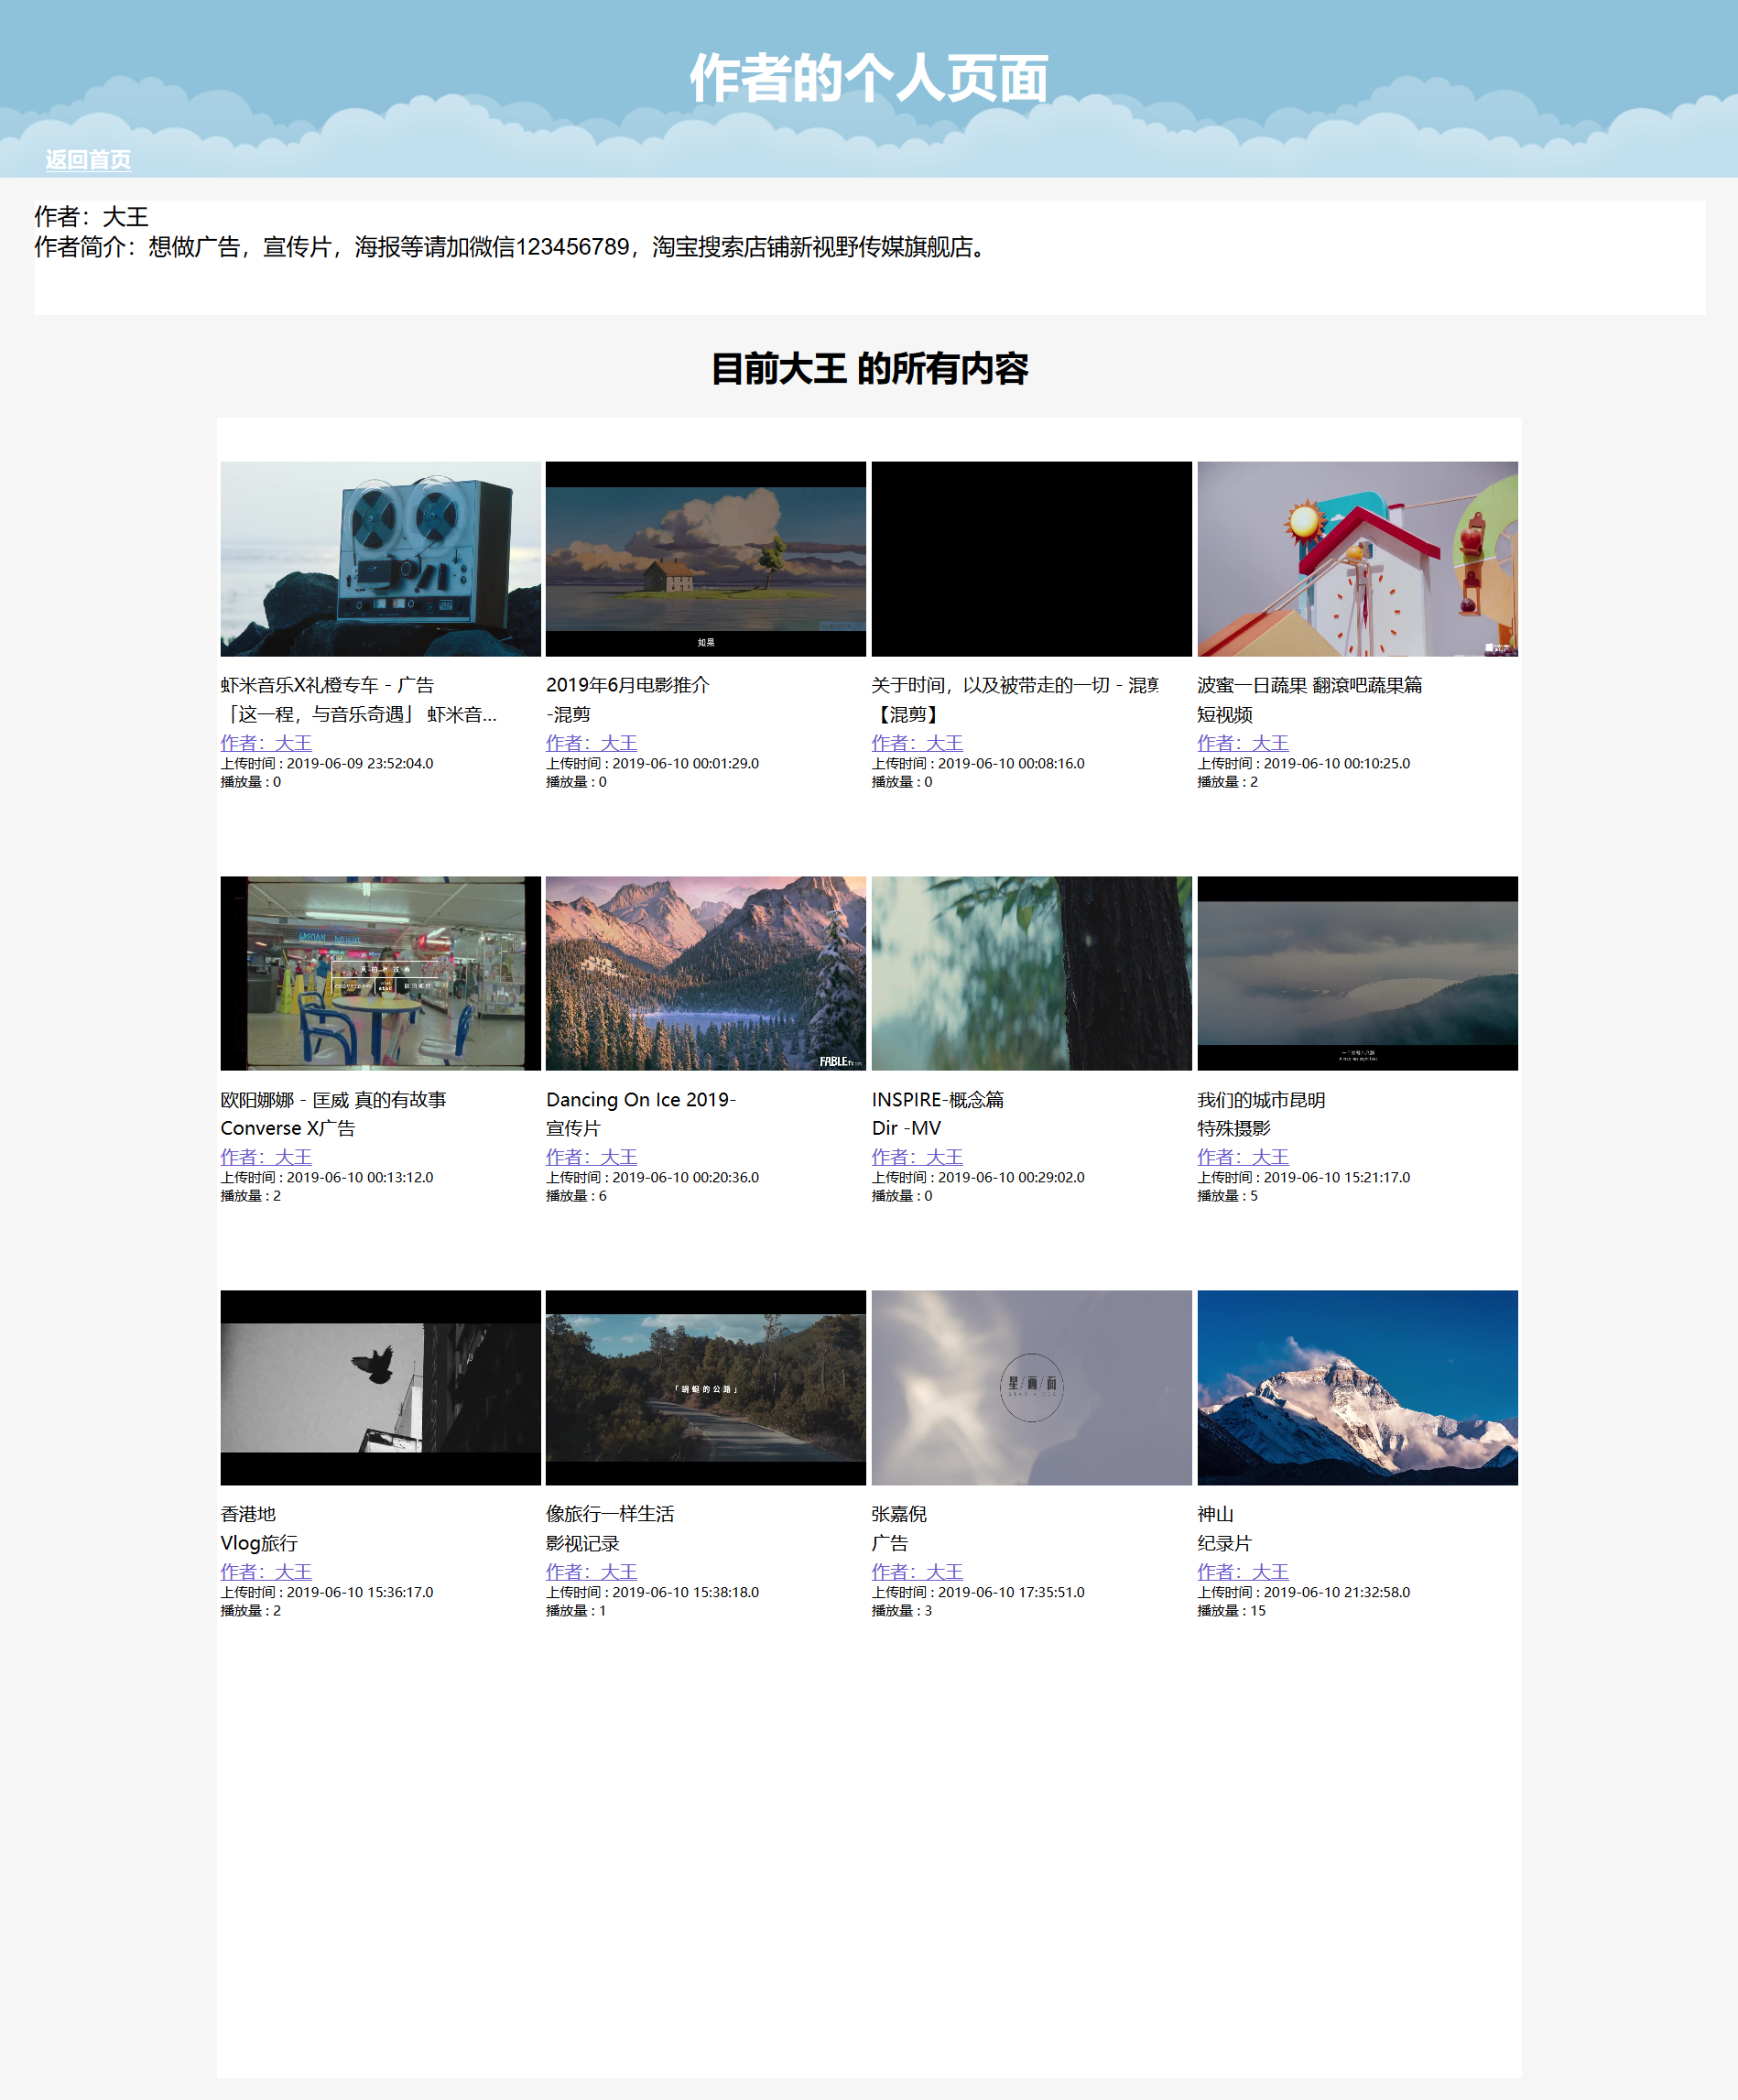 作者的个人页面
返回首页
作者：大王
作者简介：想做广告，宣传片，海报等请加微信123456789，淘宝搜索店铺新视野传媒旗舰店。
目前大王 的所有内容
如果
虾米音乐X礼橙专车 - 广告
「这一程，与音乐奇遇」 虾米音...
作者：大王
上传时间 : 2019-06-09 23:52:04.0
播放量 : 0
2019年6月电影推介
-混剪
作者：大王
上传时间 : 2019-06-10 00:01:29.0
播放量 : 0
关于时间，以及被带走的一切 - 混
【混剪】
作者：大王
上传时间 : 2019-06-10 00:08:16.0
播放量 : 0
波蜜一日蔬果 翻滚吧蔬果篇
短视频
作者：大王
上传时间 : 2019-06-10 00:10:25.0
播放量 : 2
GRECIAN DELIGHT
真的有故事
converse
FABLE
欧阳娜娜 - 匡威 真的有故事
Converse X广告
作者：大王
上传时间 : 2019-06-10 00:13:12.0
播放量 : 2
Dancing On Ice 2019-
宣传片
作者：大王
上传时间 : 2019-06-10 00:20:36.0
播放量 : 6
INSPIRE-概念篇
Dir -MV
作者：大王
上传时间 : 2019-06-10 00:29:02.0
播放量 : 0
我们的城市昆明
特殊摄影
作者：大王
上传时间 : 2019-06-10 15:21:17.0
播放量 : 5
「蜻蜓的公路」
星/画/面
香港地
Vlog旅行
作者：大王
上传时间 : 2019-06-10 15:36:17.0
播放量 : 2
像旅行一样生活
影视记录
作者：大王
上传时间 : 2019-06-10 15:38:18.0
播放量 : 1
张嘉倪
广告
作者：大王
上传时间 : 2019-06-10 17:35:51.0
播放量 : 3
神山
纪录片
作者：大王
上传时间 : 2019-06-10 21:32:58.0
播放量 : 15